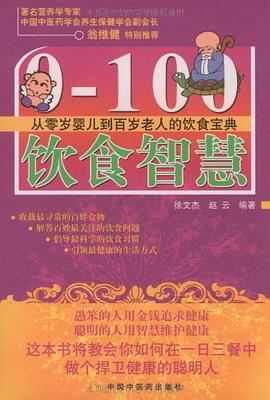 著名营养学专家
中国中医药学会养生保健学会副会长
翁维健 特别推荐
0-100
从零岁婴儿到百岁老人的饮食宝典
饮食智慧
徐文杰 赵云 编著
·收载最寻常的百姓食物
·解答百姓最关注的饮食问题
·倡导最科学的饮食习惯
·引领最健康的生活方式
愚笨的人用金钱追求健康
聪明的人用智慧维护健康
这本书将教会你如何在一日三餐中
做个捍卫健康的聪明人
中国中医药出版社